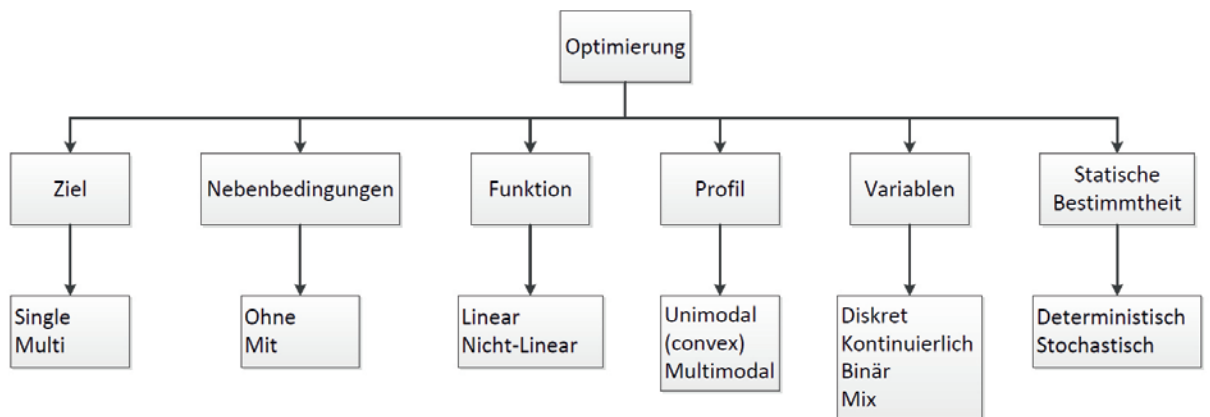 Optimierung
Ziel
Nebenbedingungen
Funktion
Profil
Variablen
Statische
Bestimmtheit
Single
Multi
Ohne
Mit
Linear
Nicht-Linear
Unimodal
(convex)
Multimodal
Diskret
Kontinuierlich
Binär
Mix
Deterministisch
Stochastisch